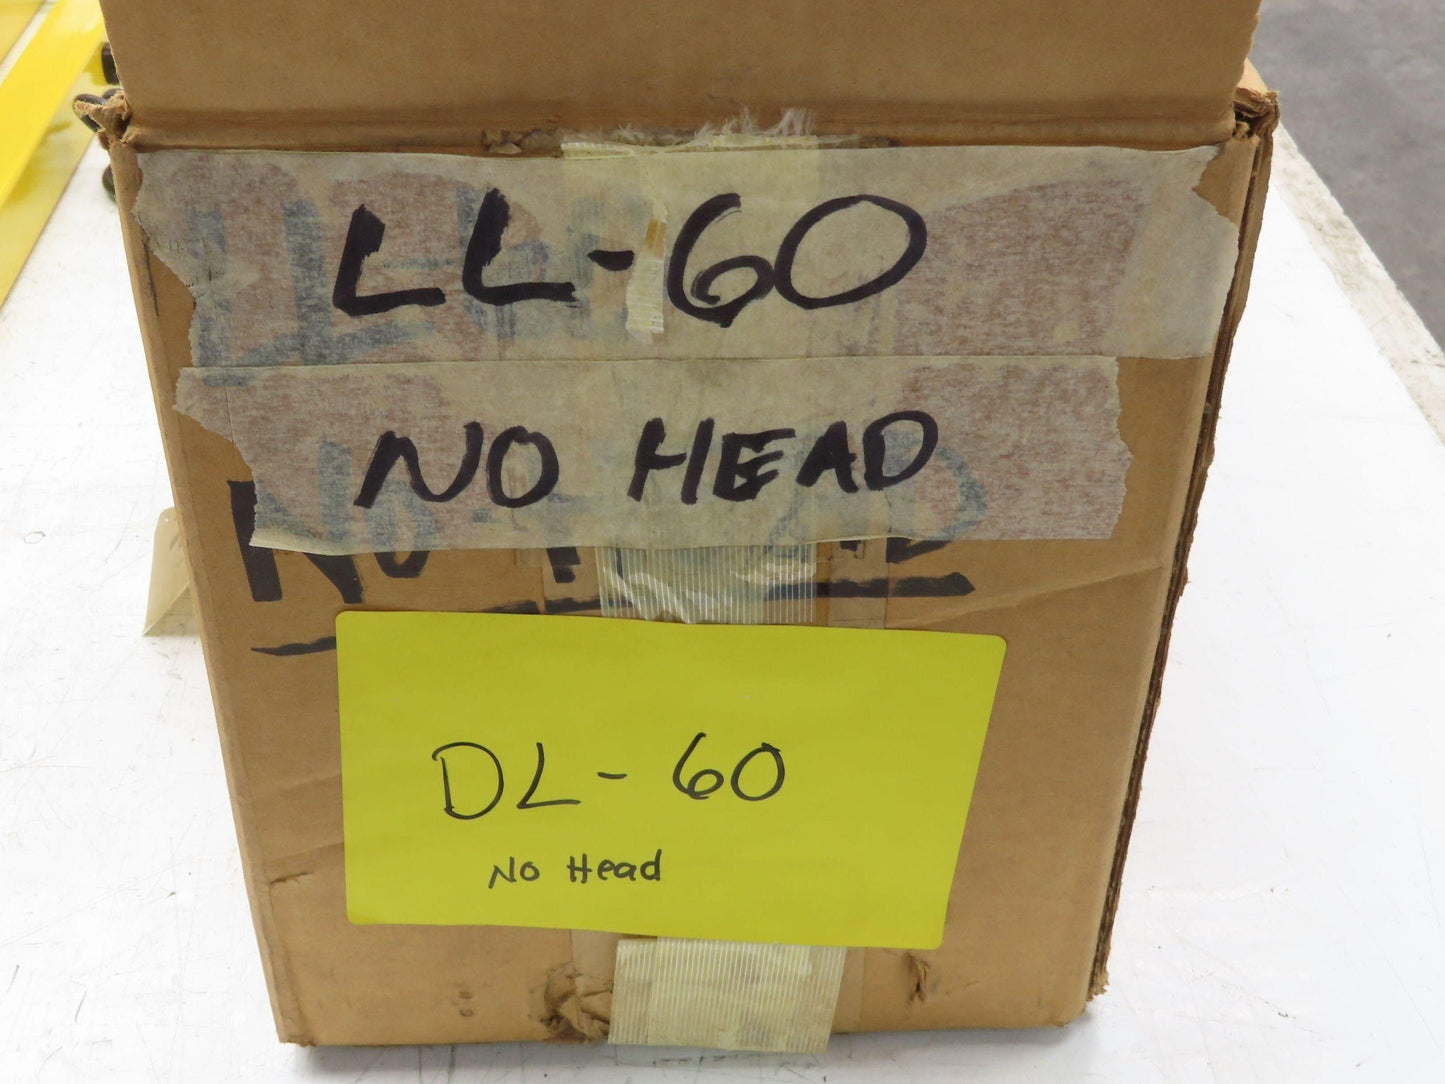 LL-60
NO HEAD
DL-60
No Head